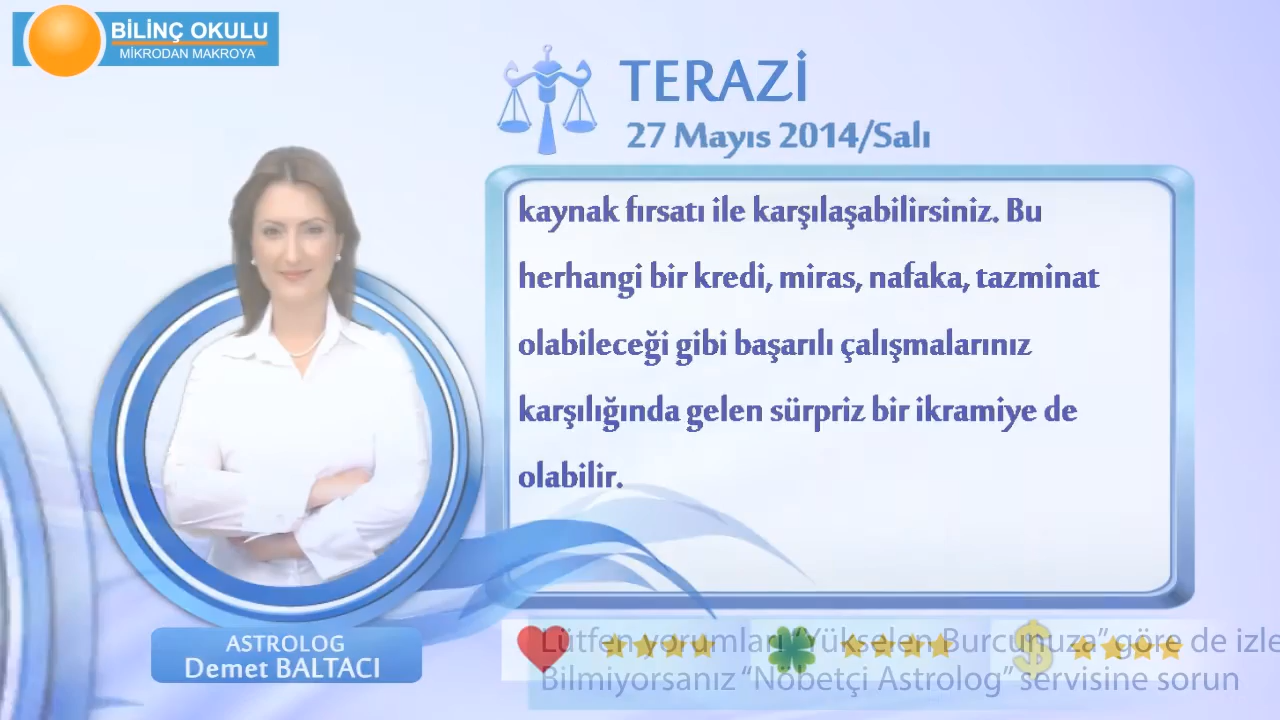 BİLİNÇ OKULU
MİKRODAN MAKROYA
TERAZİ
27 Mayıs 2014/Salı
kaynak fırsatı ile karşılaşabilirsiniz. Bu
herhangi bir kredi, miras, nafaka, tazminat
olabileceği gibi başarılı çalışmalarınız
karşılığında gelen sürpriz bir ikramiye de
olabilir.
ASTROLOG
Demet BALTACI
Lütfen yorumları “Yükselen Burcunuza” göre de izle
Bilmiyorsanız “Nöbetçi Astrolog” servisine sorun